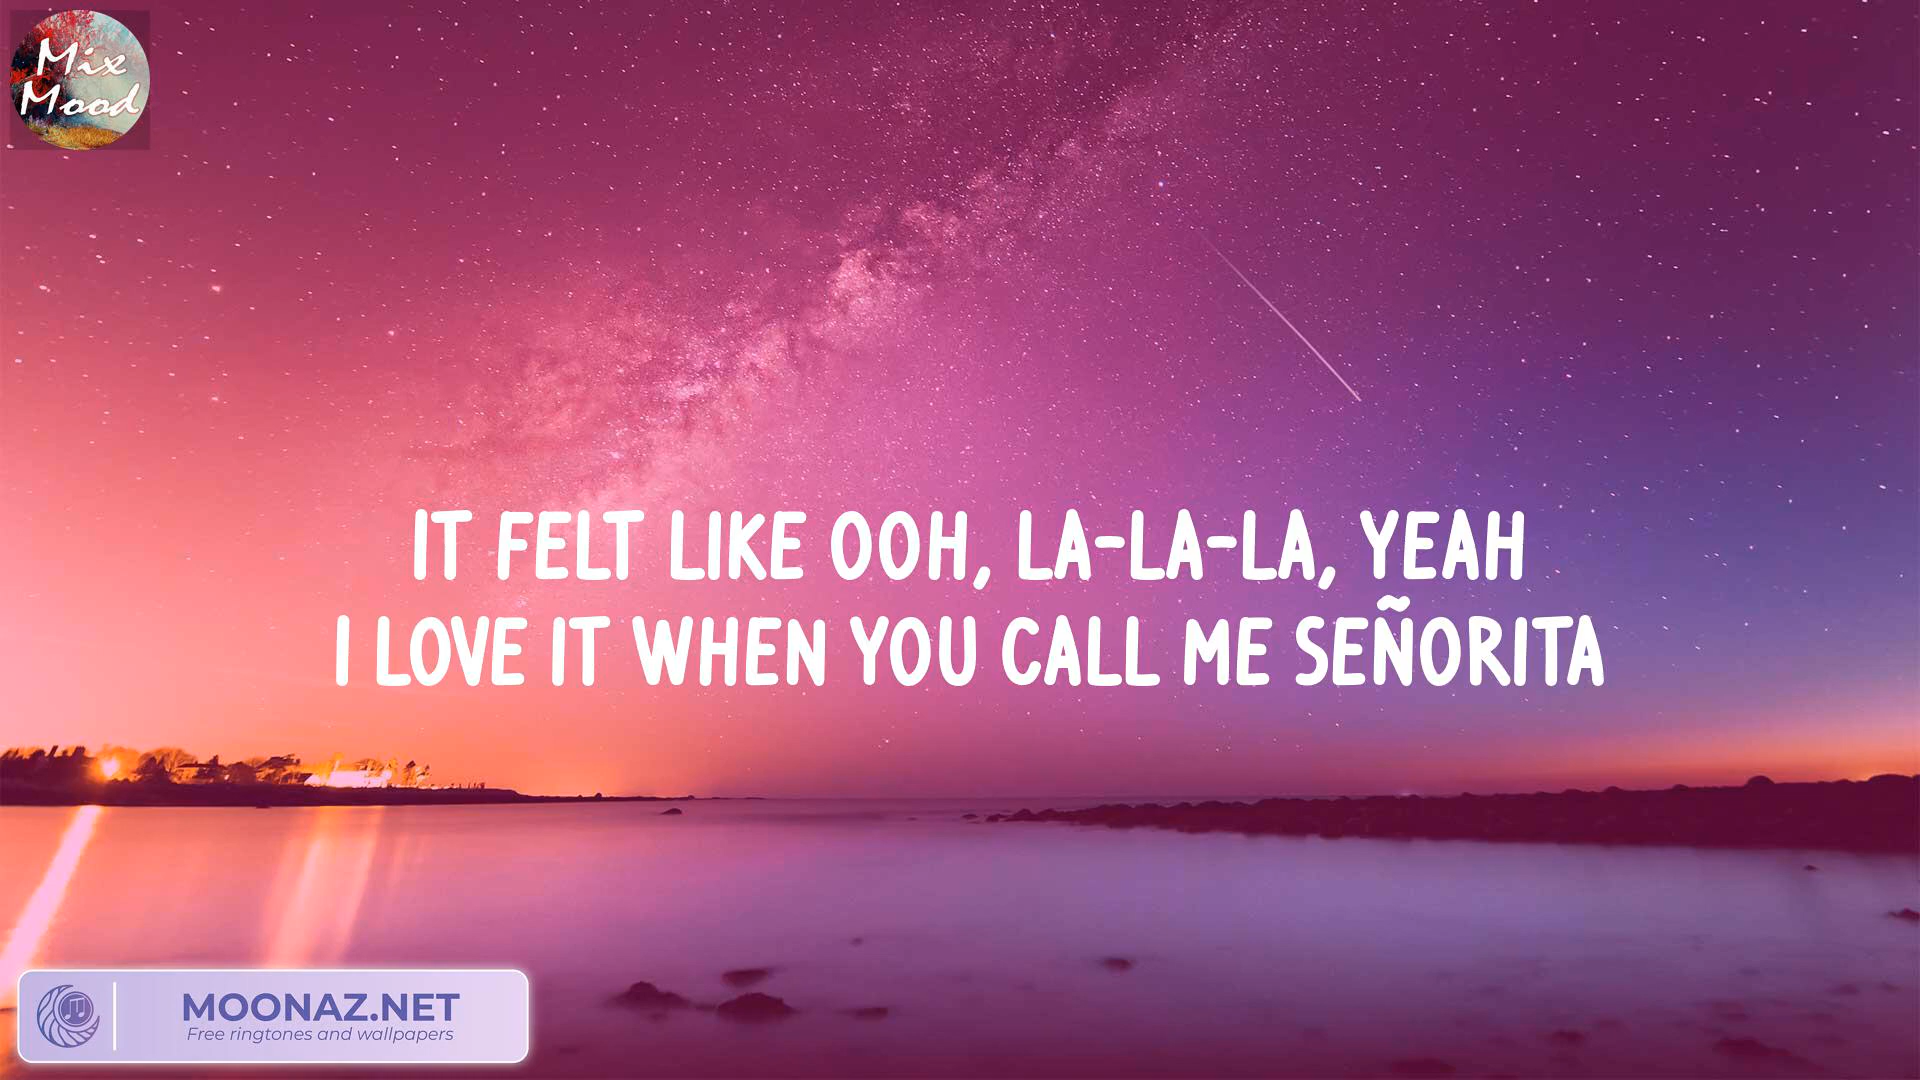 Mix
Mood
IT FELT LIKE OOH, LA-LA-LA, YEAH
I LOVE IT WHEN YOU CALL ME SEÑORITA
MOONAZ.NET
Free ringtones and wallpapers